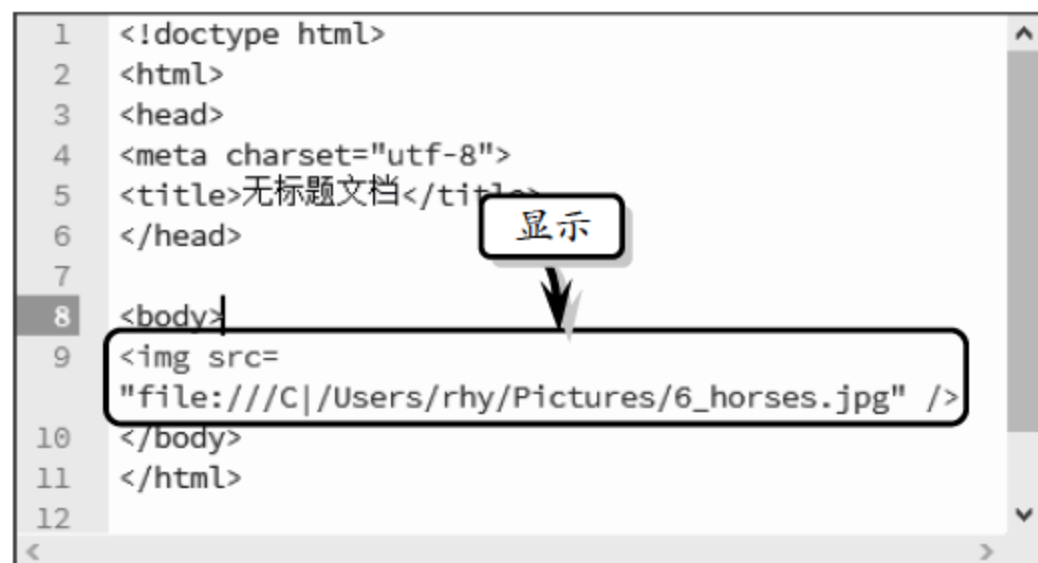 1 <!doctype html>
2 <html>
3 <head>
4 <meta charset="utf-8">
5 <title>无标题文档</title>
显示
6 </head>
7
8 <body>
9 <img src=
"file:///C|/Users/rhy/Pictures/6_horses.jpg" />
10 </body>
11 </html>
12